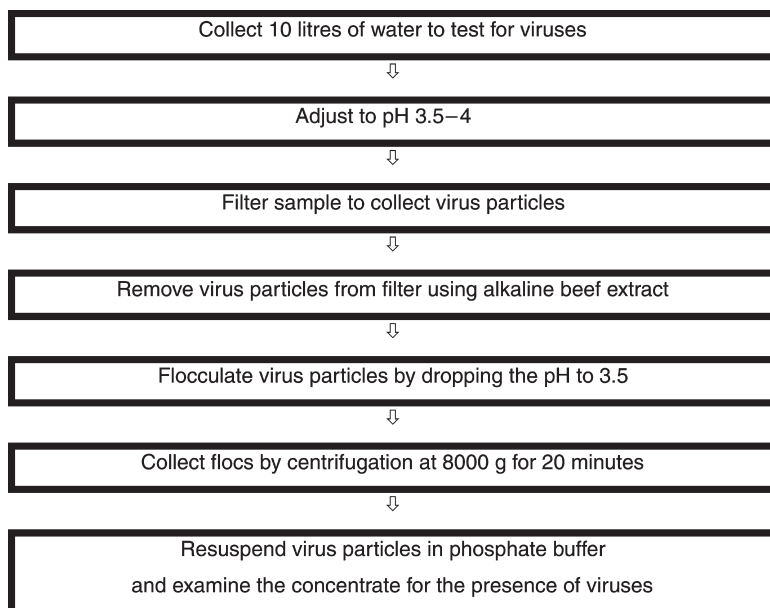 Collect 10 litres of water to test for viruses
⇩
Adjust to pH 3.5–4
⇩
Filter sample to collect virus particles
⇩
Remove virus particles from filter using alkaline beef extract
⇩
Flocculate virus particles by dropping the pH to 3.5
⇩
Collect flocs by centrifugation at 8000 g for 20 minutes
⇩
Resuspend virus particles in phosphate buffer
and examine the concentrate for the presence of viruses